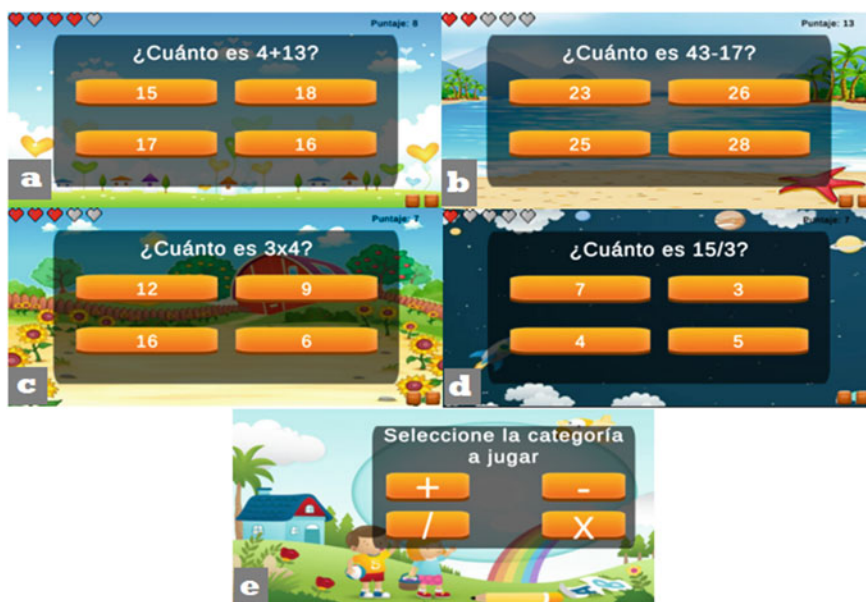 Puntaje: 8
¿Cuánto es 4+13?
15 18
17 16
a
Puntaje: 13
¿Cuánto es 43-17?
23 26
25 28
b
Puntaje: 7
¿Cuánto es 3x4?
12 9
16 6
c
Puntaje: 7
¿Cuánto es 15/3?
7 3
4 5
d
Seleccione la categoría
a jugar
+ -
/ X
e